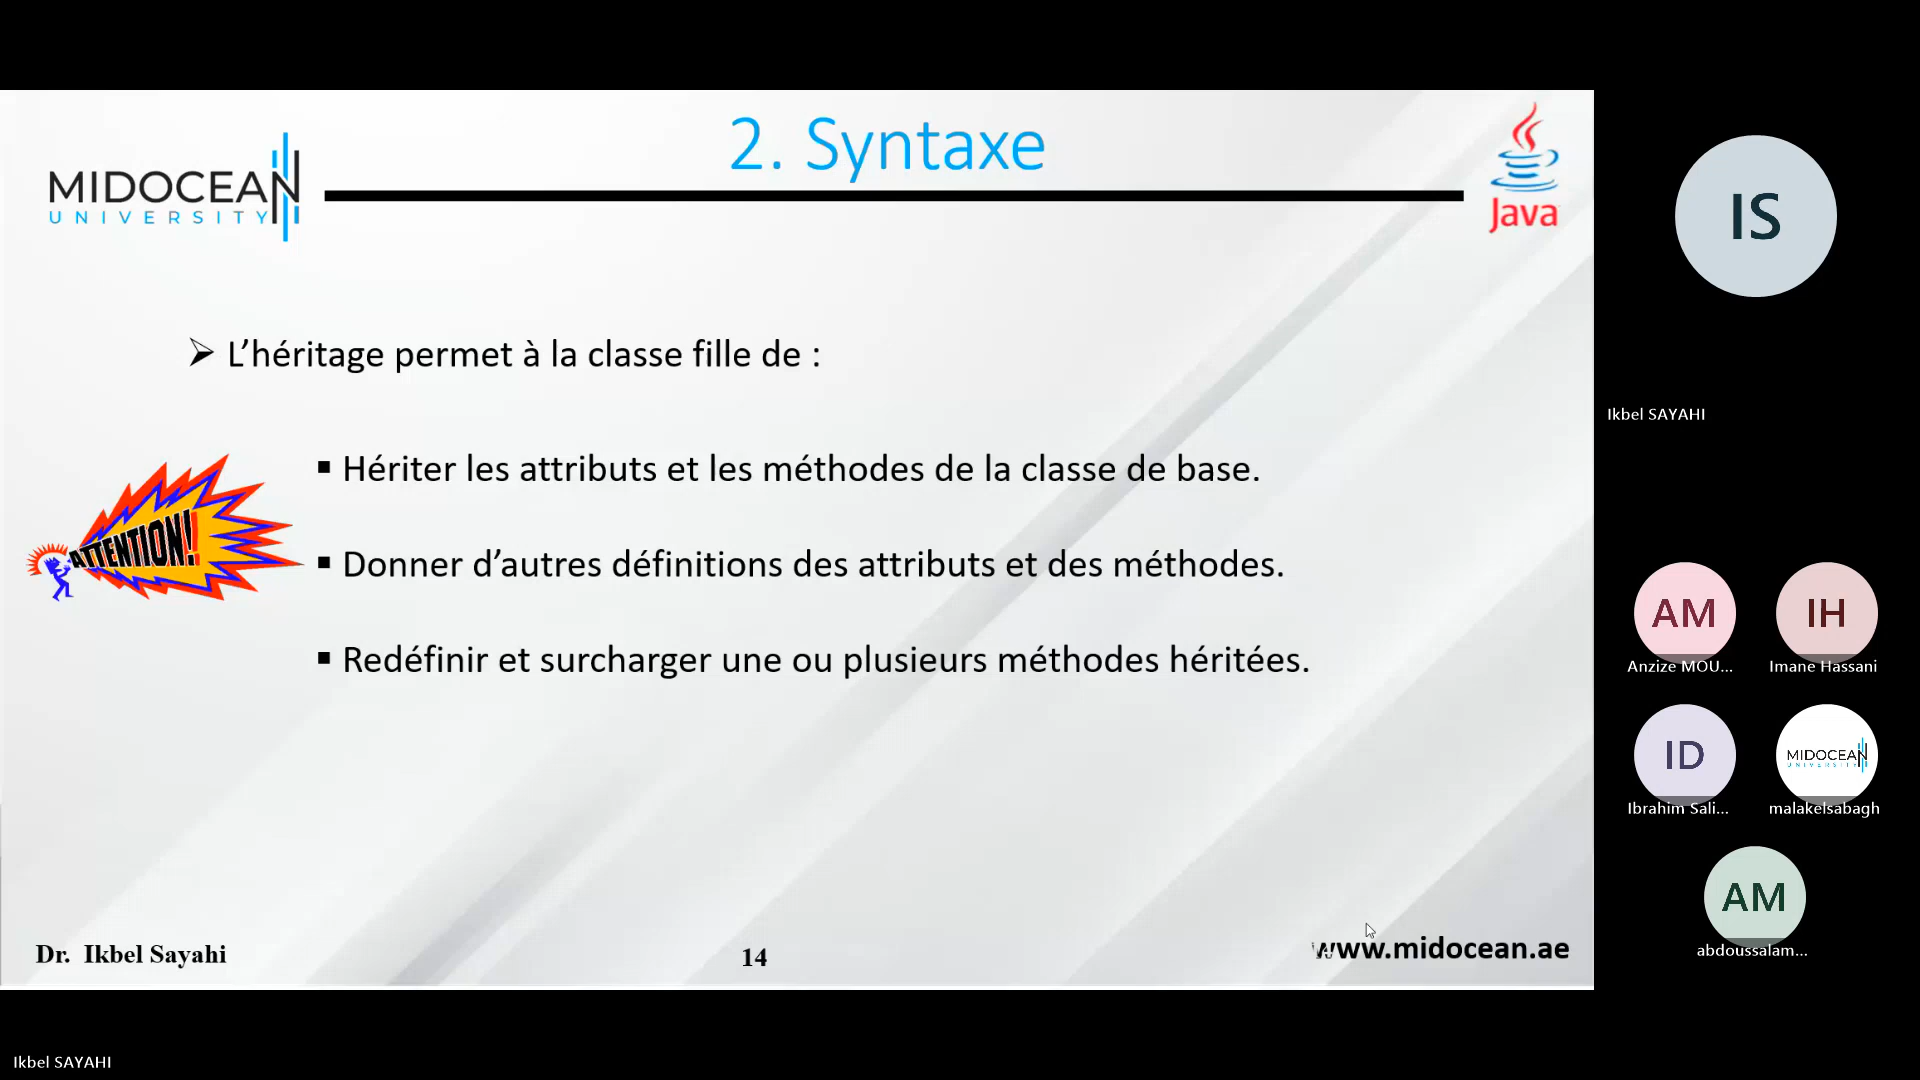 2. Syntaxe
MIDOCEAN
UNIVERSITY
Java
L’héritage permet à la classe fille de :
ATTENTION!
Hériter les attributs et les méthodes de la classe de base.
Donner d’autres définitions des attributs et des méthodes.
Redéfinir et surcharger une ou plusieurs méthodes héritées.
Dr. Ikbel Sayahi
14
www.midocean.ae
IS
Ikbel SAYAHI
AM
IH
Anzize MOU...
Imane Hassani
ID
MIDOCEAN
UNIVERSITY
Ibrahim Sali...
malakelsabagh
AM
abdoussalam...
Ikbel SAYAHI